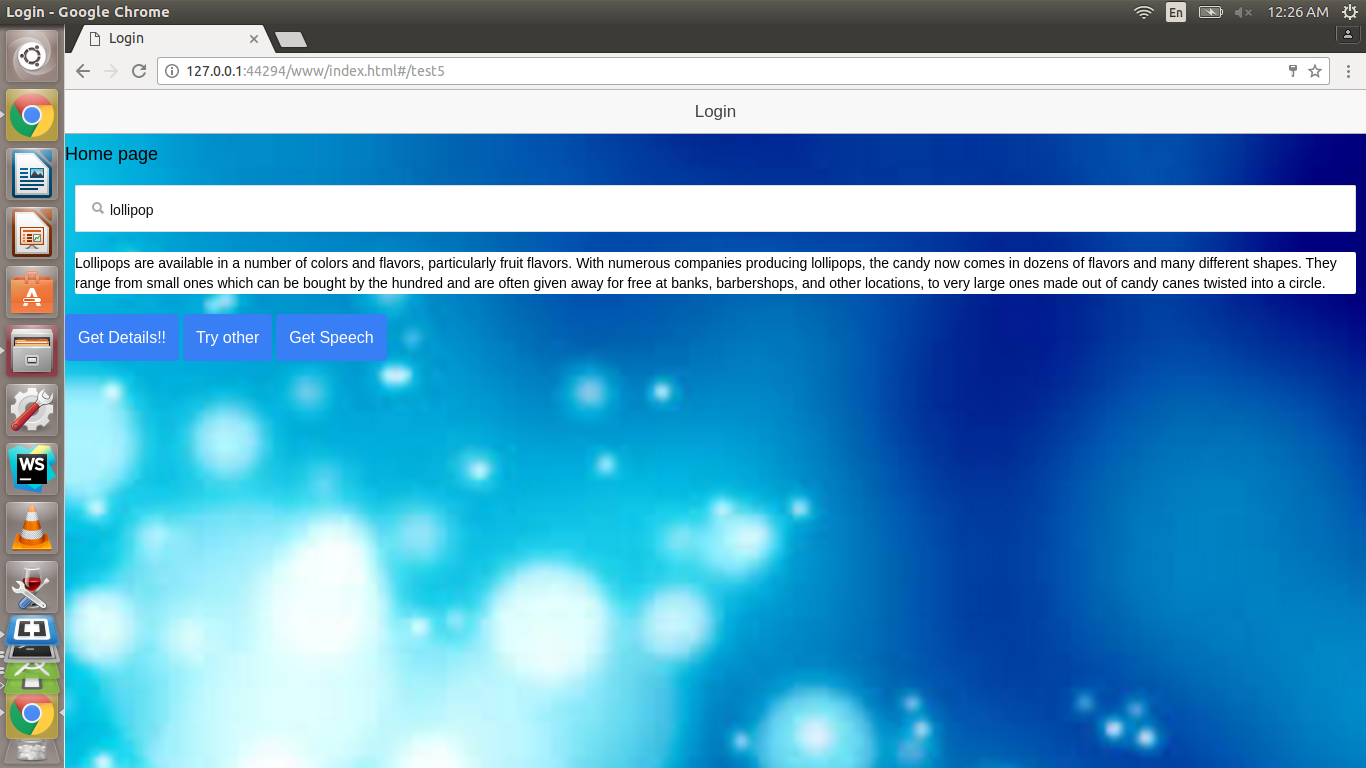 Login - Google Chrome
En
12:26 AM
Login
127.0.0.1:44294/www/index.html#/test5
Login
Home page
lollipop
Lollipops are available in a number of colors and flavors, particularly fruit flavors. With numerous companies producing lollipops, the candy now comes in dozens of flavors and many different shapes. They
range from small ones which can be bought by the hundred and are often given away for free at banks, barbershops, and other locations, to very large ones made out of candy canes twisted into a circle.
Get Details!!
Try other
Get Speech
WS